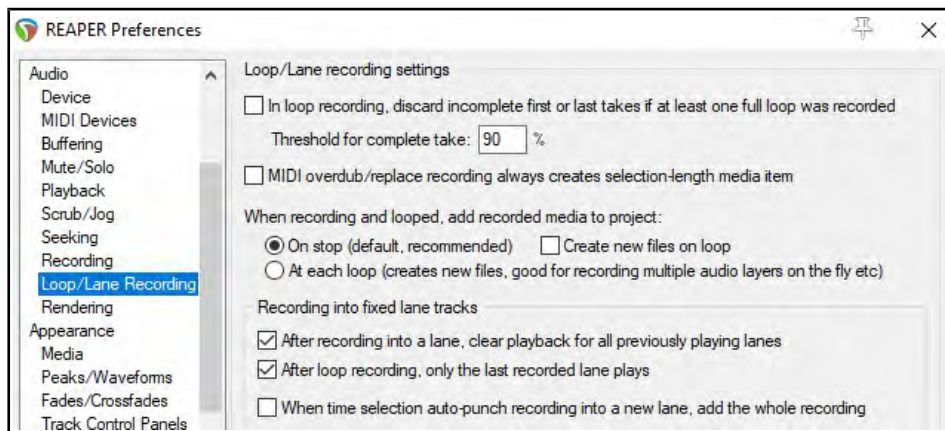 REAPER Preferences
Audio
Device
MIDI Devices
Buffering
Mute/Solo
Playback
Scrub/Jog
Seeking
Recording
Loop/Lane Recording
Rendering
Appearance
Media
Peaks/Waveforms
Fades/Crossfades
Track Control Panels
Loop/Lane recording settings
In loop recording, discard incomplete first or last takes if at least one full loop was recorded
Threshold for complete take: 90 %
MIDI overdub/replace recording always creates selection-length media item
When recording and looped, add recorded media to project:
On stop (default, recommended) Create new files on loop
At each loop (creates new files, good for recording multiple audio layers on the fly etc)
Recording into fixed lane tracks
After recording into a lane, clear playback for all previously playing lanes
After loop recording, only the last recorded lane plays
When time selection auto-punch recording into a new lane, add the whole recording